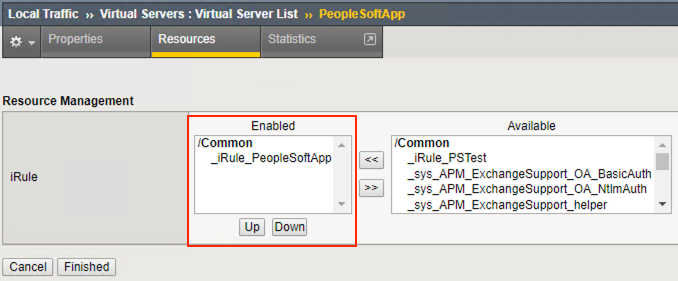 Local Traffic ›› Virtual Servers : Virtual Server List ›› PeopleSoftApp
Properties Resources Statistics
Resource Management
Enabled Available
iRule
/Common
_iRule_PeopleSoftApp
<<
>>
/Common
_iRule_PSTest
_sys_APM_ExchangeSupport_OA_BasicAuth
_sys_APM_ExchangeSupport_OA_NtlmAuth
_sys_APM_ExchangeSupport_helper
Up Down
Cancel Finished